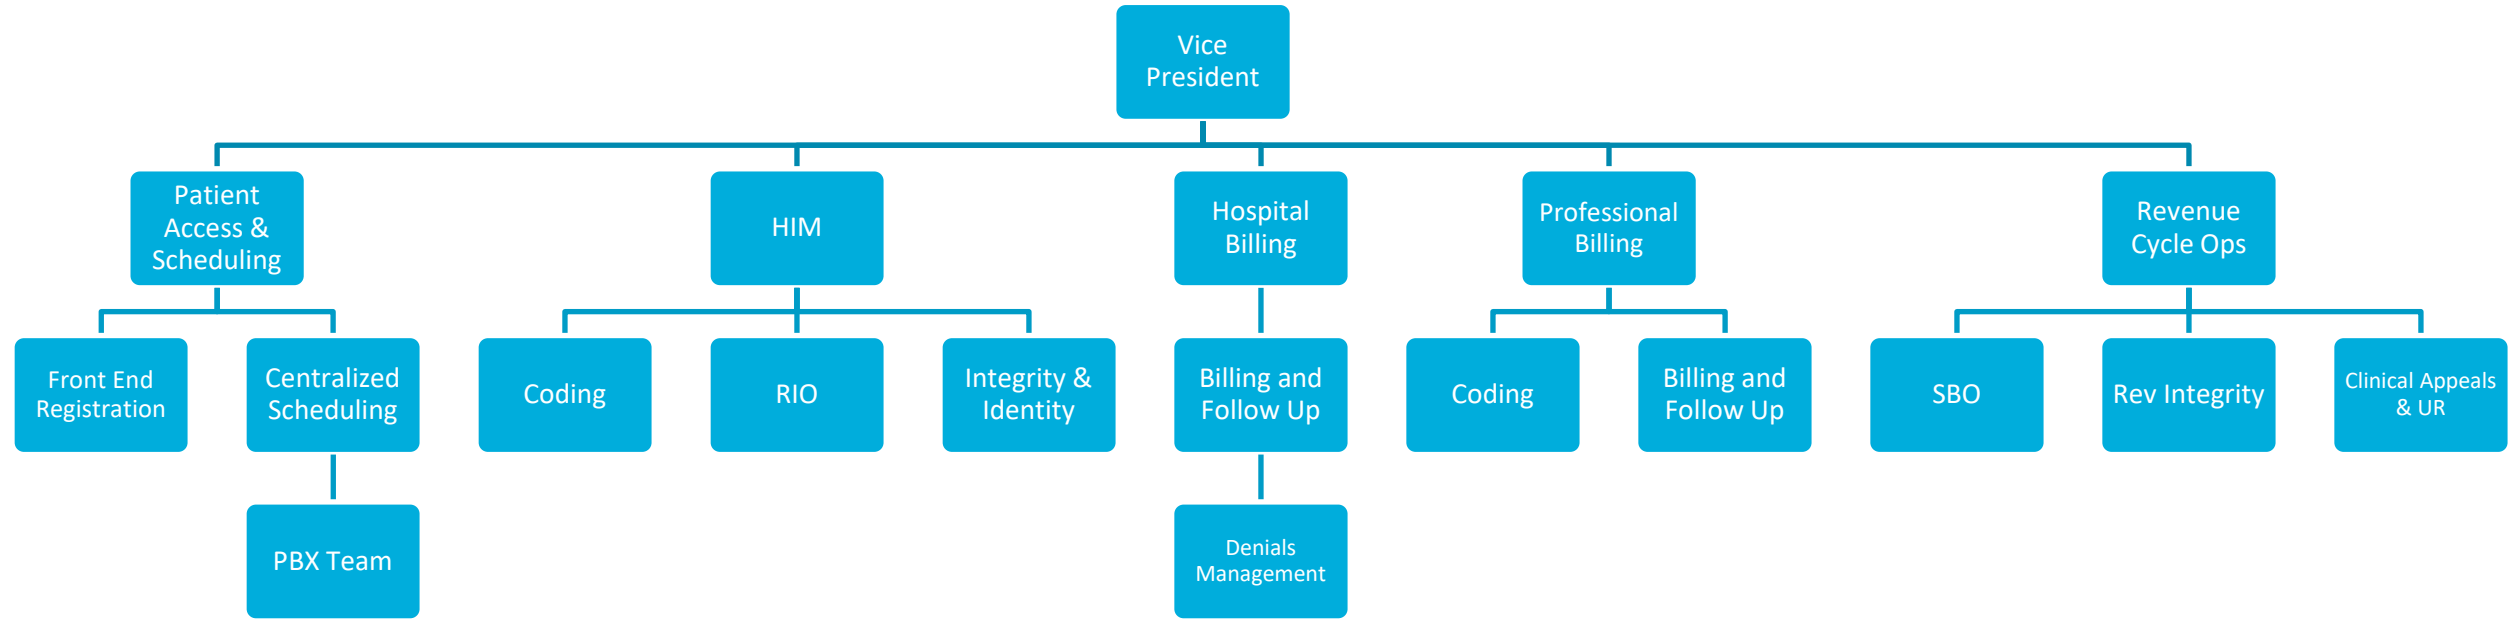 Vice
President
Patient
Access &
Scheduling
HIM
Hospital
Billing
Professional
Billing
Revenue
Cycle Ops
Front End
Registration
Centralized
Scheduling
Coding
RIO
Integrity &
Identity
Billing and
Follow Up
Coding
Billing and
Follow Up
SBO
Rev Integrity
Clinical Appeals
& UR
PBX Team
Denials
Management